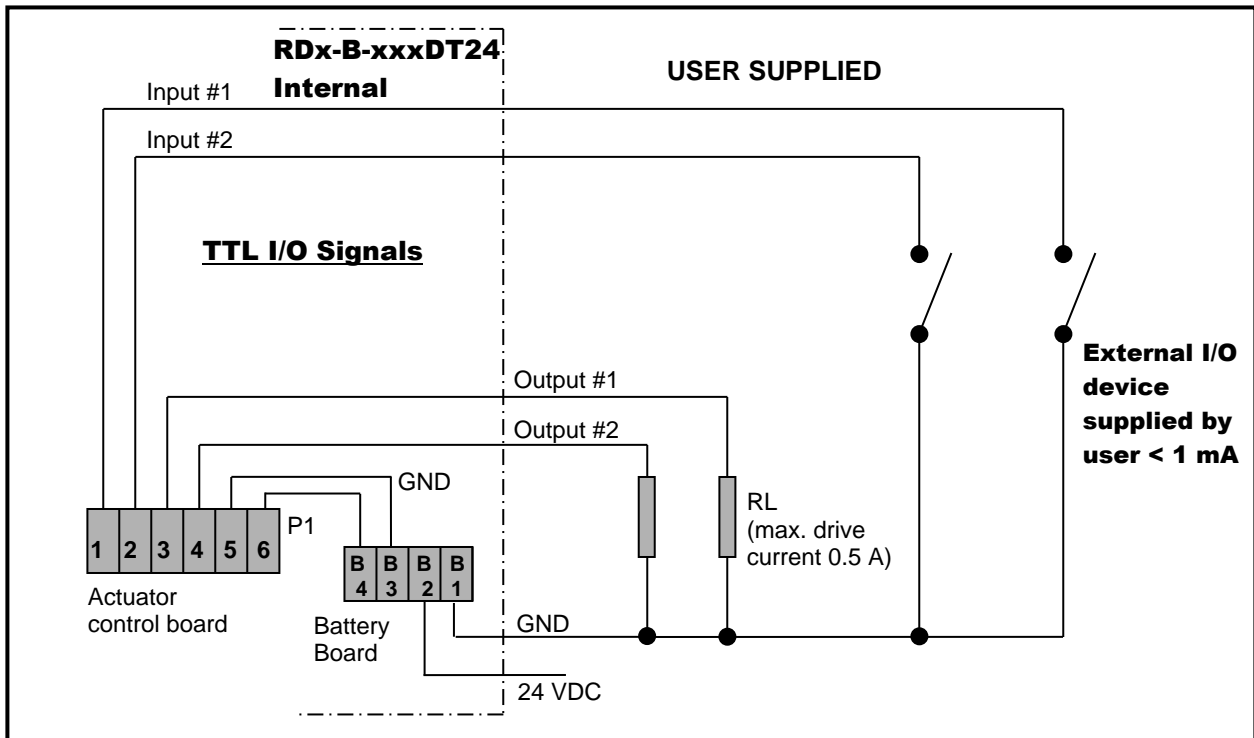 RDx-B-xxxDT24
Internal
USER SUPPLIED
Input #1
Input #2
TTL I/O Signals
External I/O
device
supplied by
user < 1 mA
Output #1
Output #2
GND
RL
(max. drive
current 0.5 A)
P1
1 2 3 4 5 6
Actuator
control board
B B B B
4 3 2 1
Battery
Board
GND
24 VDC